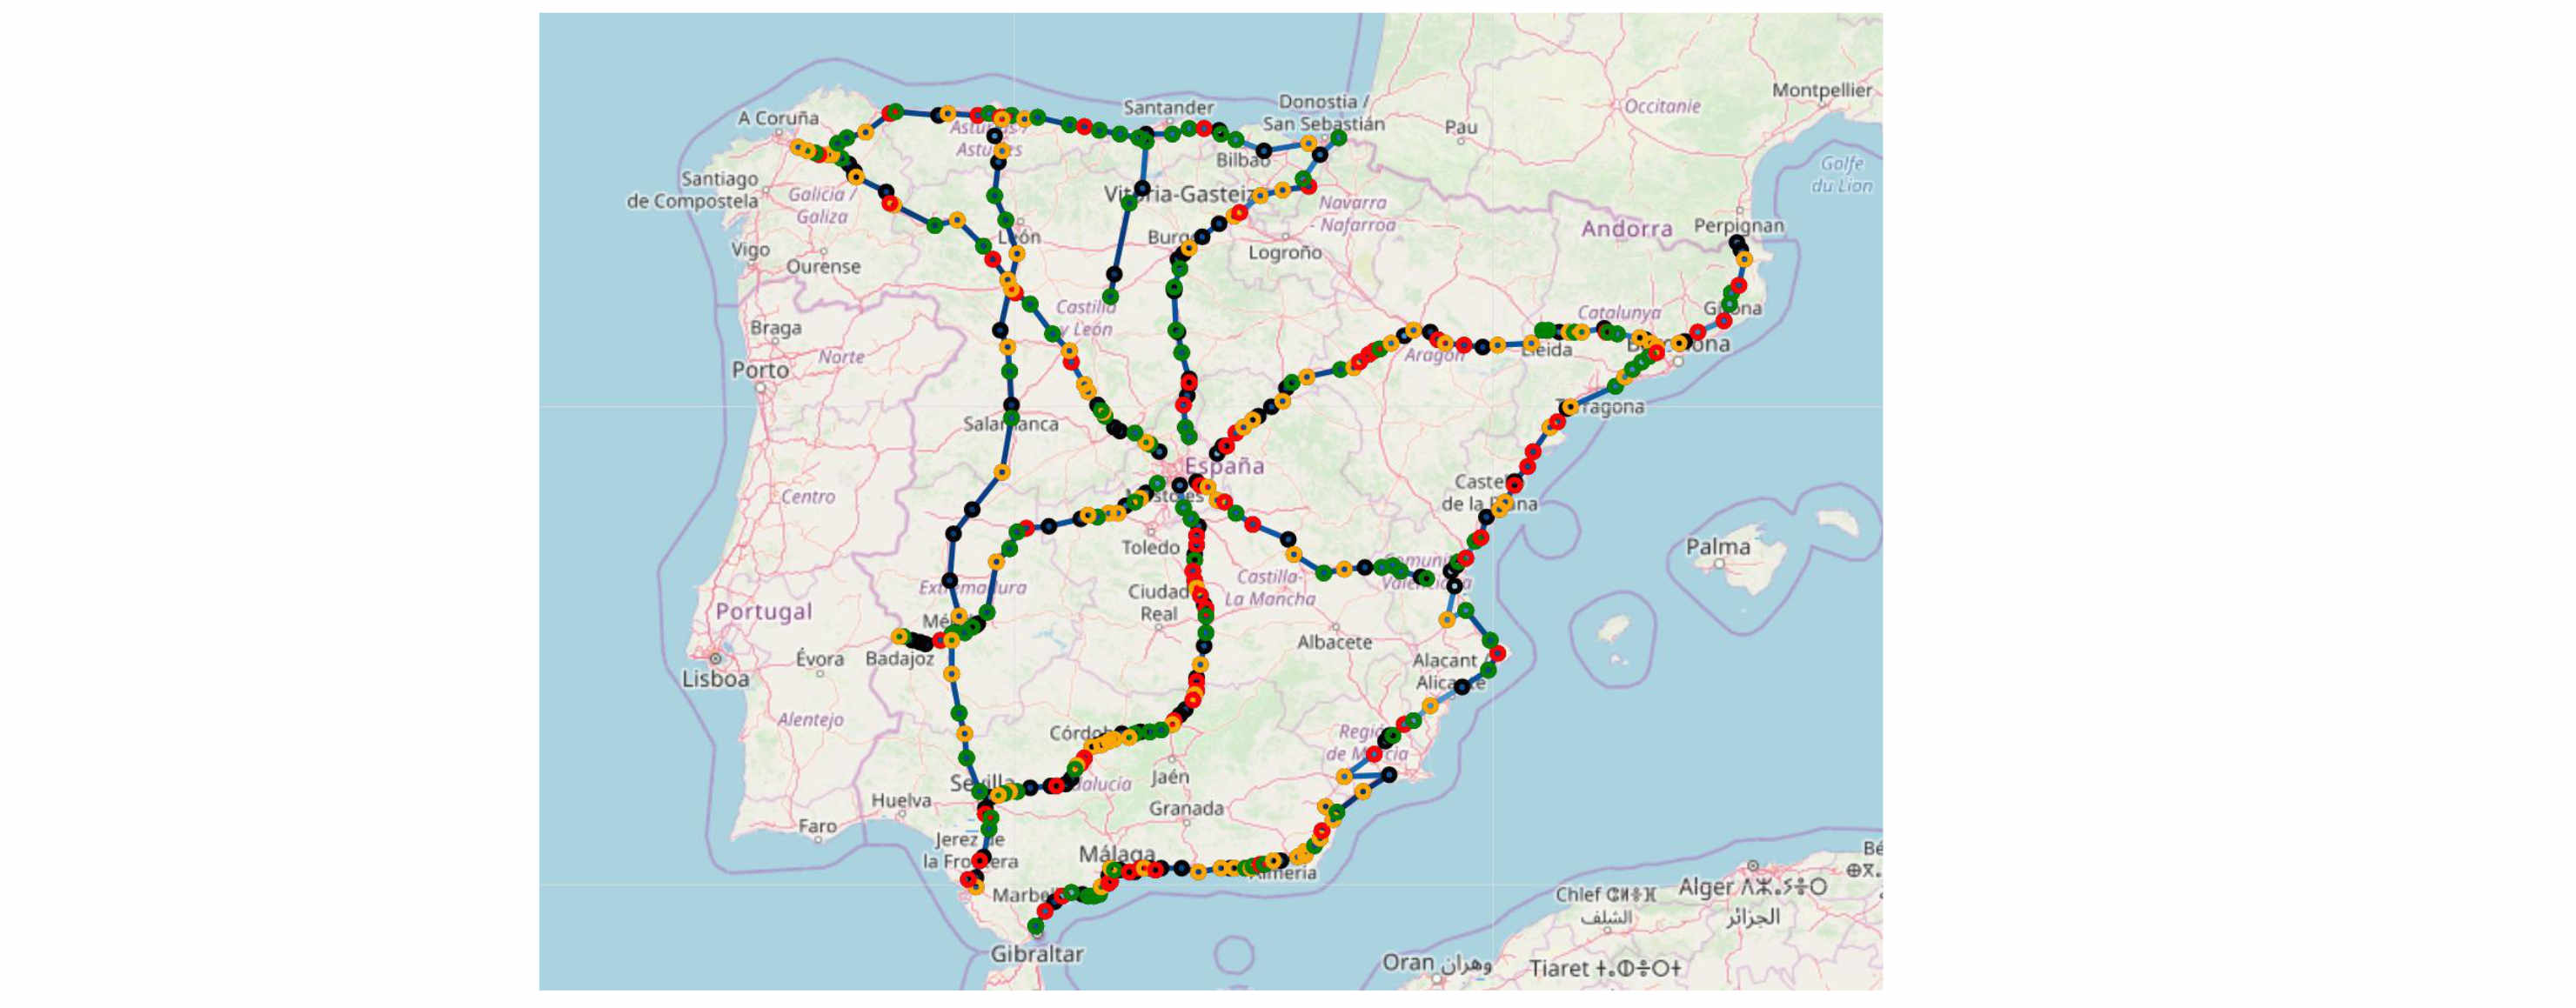 Montpellier
Occitanie
Santander
Donostia /
San Sebastián
A Coruña
Pau
Asturias /
Asturies
Bilbao
Golfe
du Lion
Santiago
de Compostela
Galicia /
Galiza
Vitoria-Gasteiz
Navarra
- Nafarroa
Andorra
Perpignan
Vigo
Ourense
León
Burgos
Logroño
Castilla
y León
Catalunya
Girona
Braga
Norte
Aragón
Lleida
Barcelona
Porto
Salamanca
Tarragona
España
Centro
Móstoles
Castelló
de la Plana
Toledo
Palma
Extremadura
Castilla-
La Mancha
Comunitat
Valenciana
Portugal
Ciudad
Real
Mérida
Albacete
Évora
Badajoz
Alacant /
Alicante
Lisboa
Alentejo
Córdoba
Región
de Murcia
Sevilla
Jaén
Andalucía
Huelva
Granada
Faro
Jerez de
la Frontera
Málaga
Almería
Marbella
Chlef ⵛⵍⴻⴼ
الشلف
Alger ⴷⵣⴰⵢⴻⵔ
الجزائر
Bé
Gibraltar
Oran وهران
Tiaret